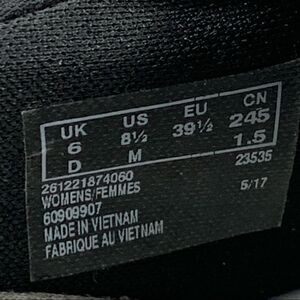 UK US EU CN
6 8½ 39½ 245
D M 1.5
23535
261221874060
WOMENS/FEMMES 5/17
60909907
MADE IN VIETNAM
FABRIQUE AU VIETNAM